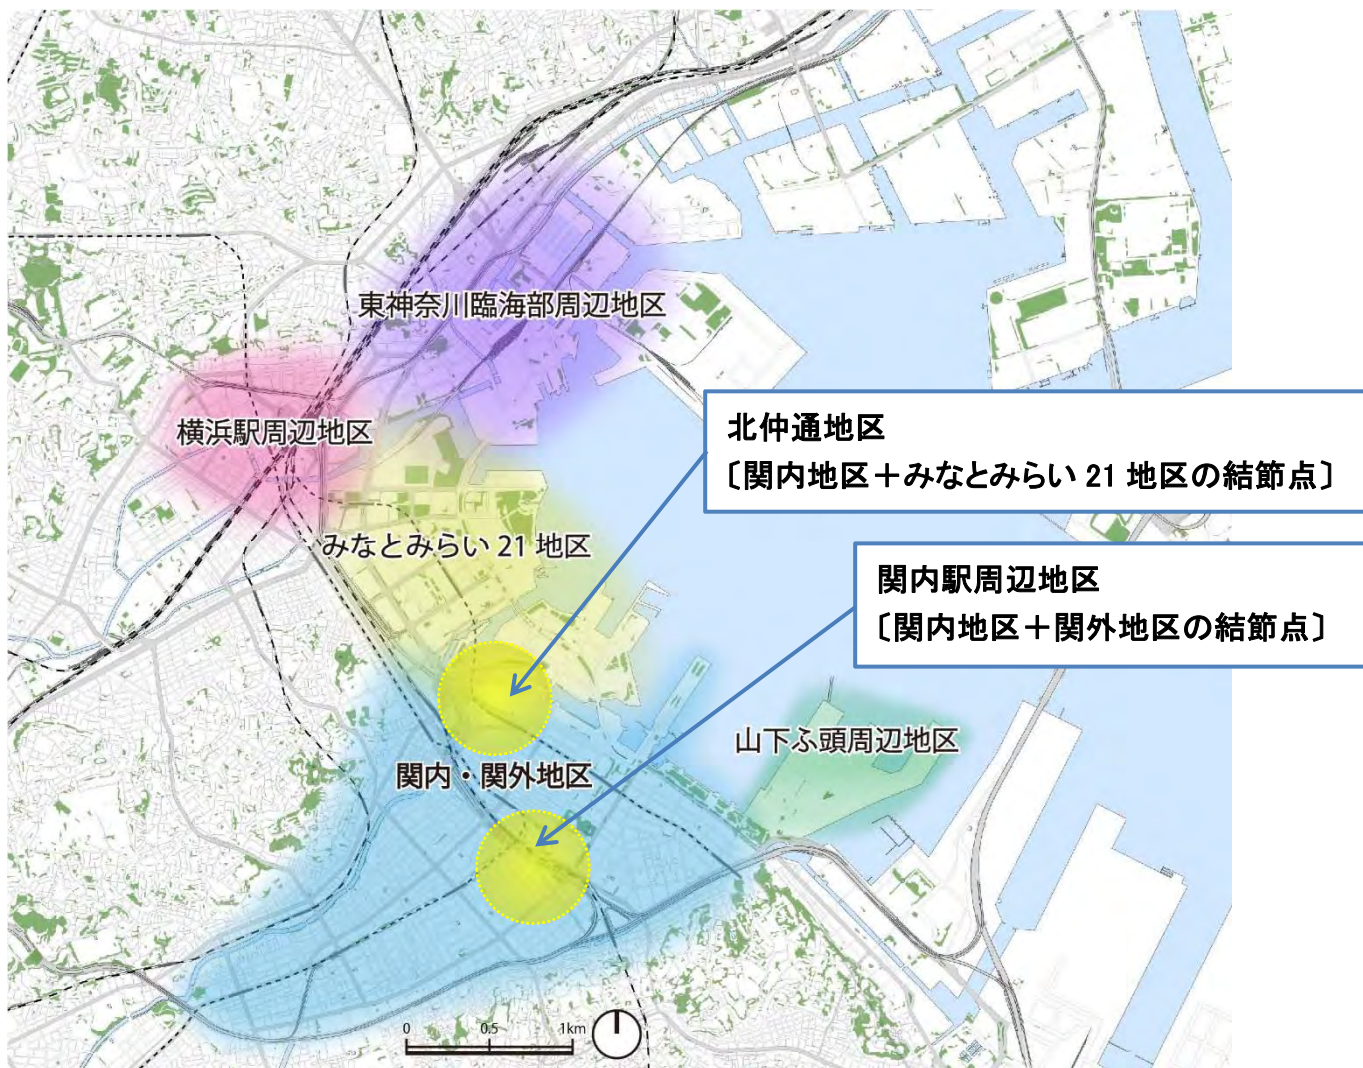 東神奈川臨海部周辺地区
横浜駅周辺地区
北仲通地区
〔関内地区＋みなとみらい 21 地区の結節点〕
みなとみらい 21 地区
関内駅周辺地区
〔関内地区＋関外地区の結節点〕
山下ふ頭周辺地区
関内・関外地区
0 0.5 1km